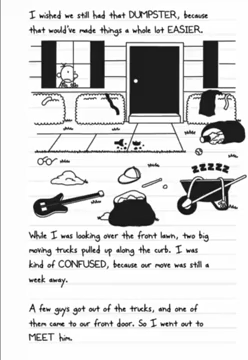 I wished we still had that DUMPSTER, because
that would've made things a whole lot EASIER.
ZZZZZ
While I was looking over the front lawn, two big
moving trucks pulled up along the curb. I was
kind of CONFUSED, because our move was still a
week away.
A few guys got out of the trucks, and one of
them came to our front door. So I went out to
MEET him.